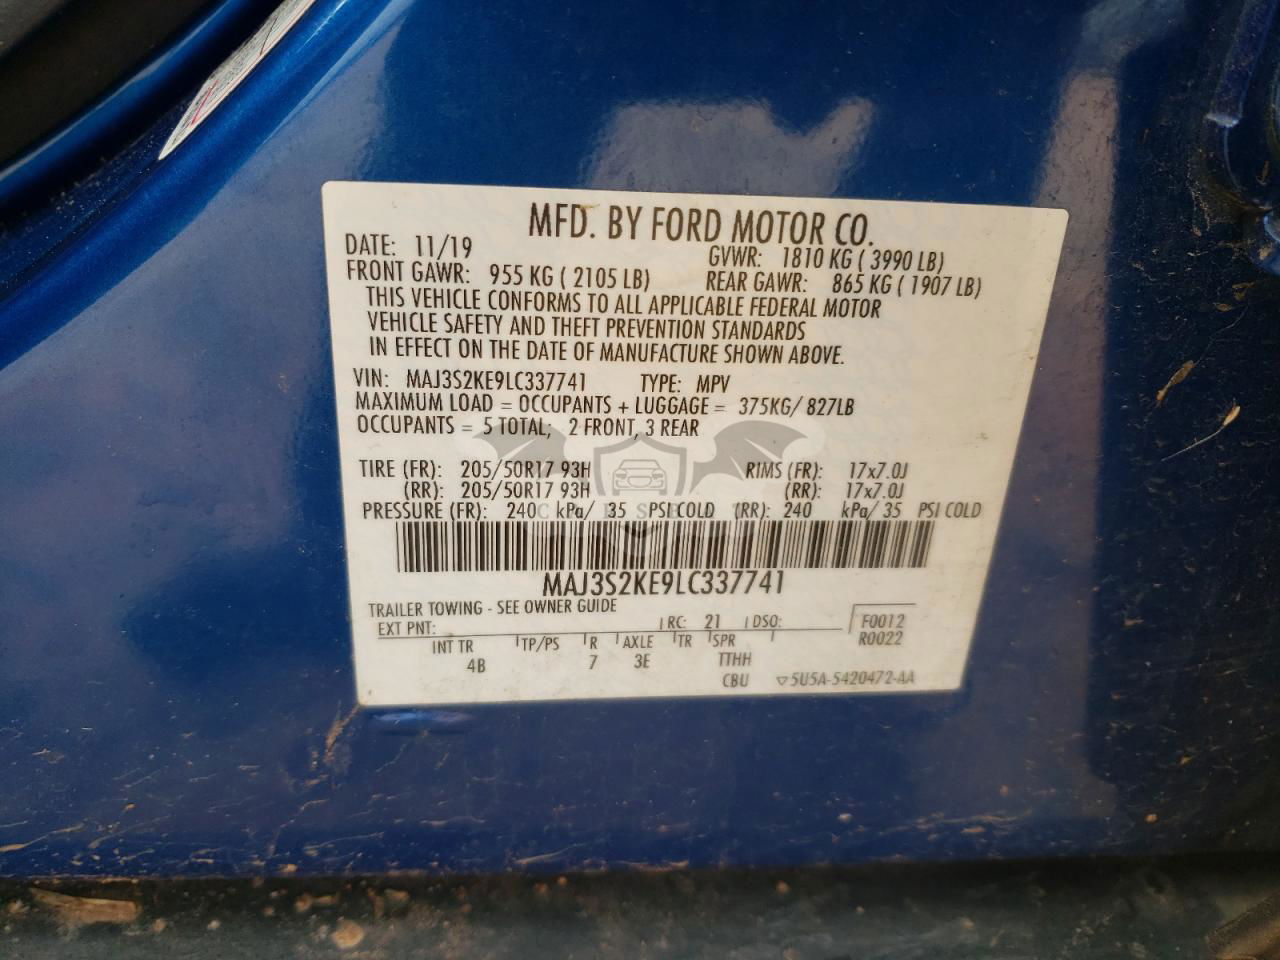 MFD. BY FORD MOTOR CO.
DATE: 11/19 GVWR: 1810 KG ( 3990 LB)
FRONT GAWR: 955 KG ( 2105 LB) REAR GAWR: 865 KG ( 1907 LB)
THIS VEHICLE CONFORMS TO ALL APPLICABLE FEDERAL MOTOR
VEHICLE SAFETY AND THEFT PREVENTION STANDARDS
IN EFFECT ON THE DATE OF MANUFACTURE SHOWN ABOVE.
VIN: MAJ3S2KE9LC337741 TYPE: MPV
MAXIMUM LOAD = OCCUPANTS + LUGGAGE = 375KG/ 827LB
OCCUPANTS = 5 TOTAL; 2 FRONT, 3 REAR
TIRE (FR): 205/50R17 93H RIMS (FR): 17x7.0J
(RR): 205/50R17 93H (RR): 17x7.0J
PRESSURE (FR): 240 kPa/ 35 PSI COLD (RR): 240 kPa/ 35 PSI COLD
MAJ3S2KE9LC337741
TRAILER TOWING - SEE OWNER GUIDE
EXT PNT: RC: 21 DSO: F0012
R0022
INT TR TP/PS R AXLE TR SPR
4B 7 3E TTHH
CBU ▽5U5A-5420472-AA